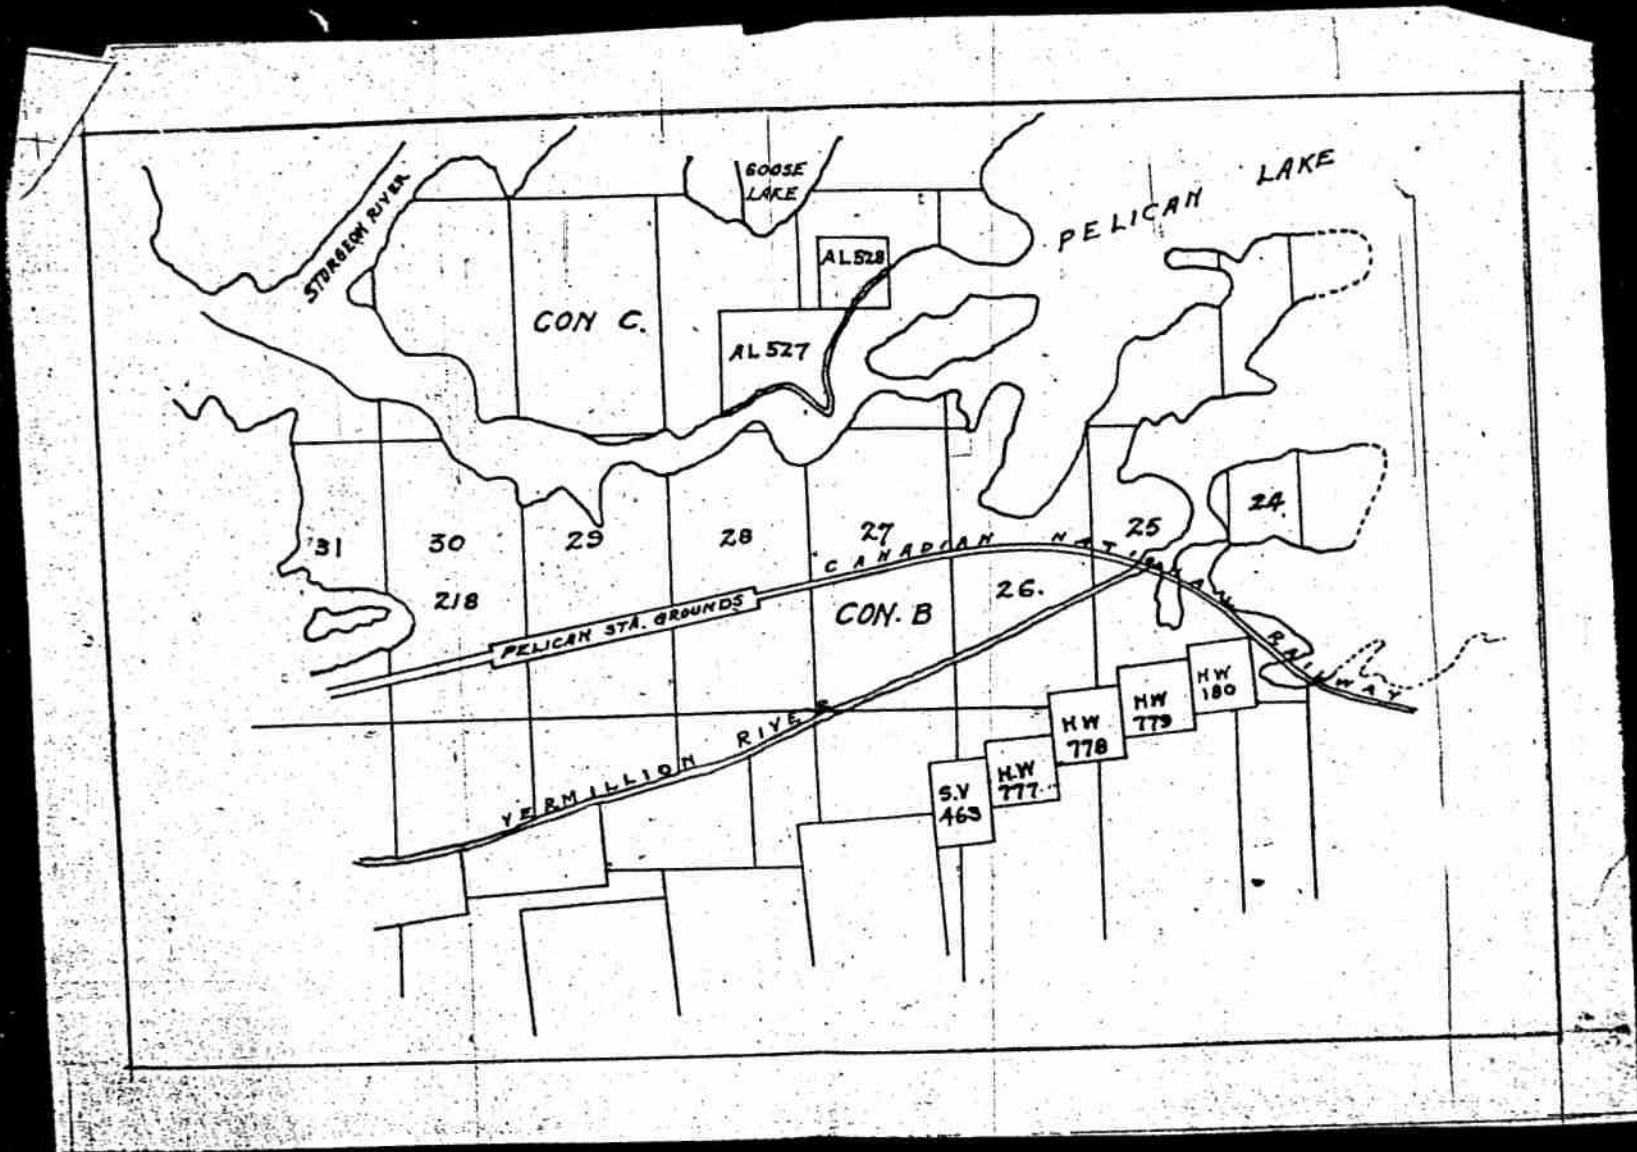 GOOSE
LAKE
STURGEON RIVER
PELICAN LAKE
AL528
CON C.
AL527
24.
31
30
29
28
27
25
CANADIAN NATIONAL RAILWAY
218
PELICAN STA. GROUNDS
CON. B
26.
HW
180
HW
779
HW
778
VERMILLION RIVER
H.W
777.
S.V
463